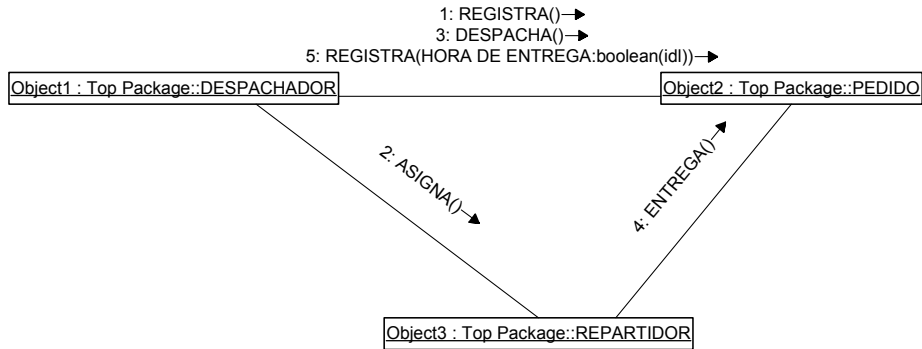 1: REGISTRA()
3: DESPACHA()
5: REGISTRA(HORA DE ENTREGA:boolean(idl))
Object1 : Top Package::DESPACHADOR
Object2 : Top Package::PEDIDO
2: ASIGNA()
4: ENTREGA()
Object3 : Top Package::REPARTIDOR